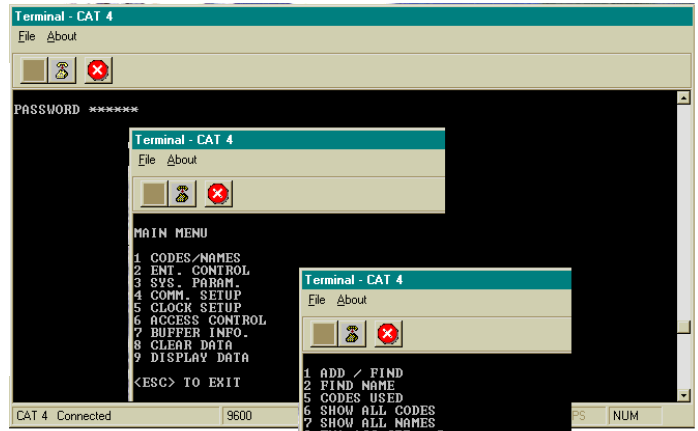 Terminal - CAT 4
File About
PASSWORD ******
Terminal - CAT 4
File About
MAIN MENU
1 CODES/NAMES
2 ENT. CONTROL
3 SYS. PARAM.
4 COMM. SETUP
5 CLOCK SETUP
6 ACCESS CONTROL
7 BUFFER INFO.
8 CLEAR DATA
9 DISPLAY DATA
<ESC> TO EXIT
Terminal - CAT 4
File About
1 ADD / FIND
2 FIND NAME
5 CODES USED
6 SHOW ALL CODES
7 SHOW ALL NAMES
CAT 4 Connected
9600
PS
NUM